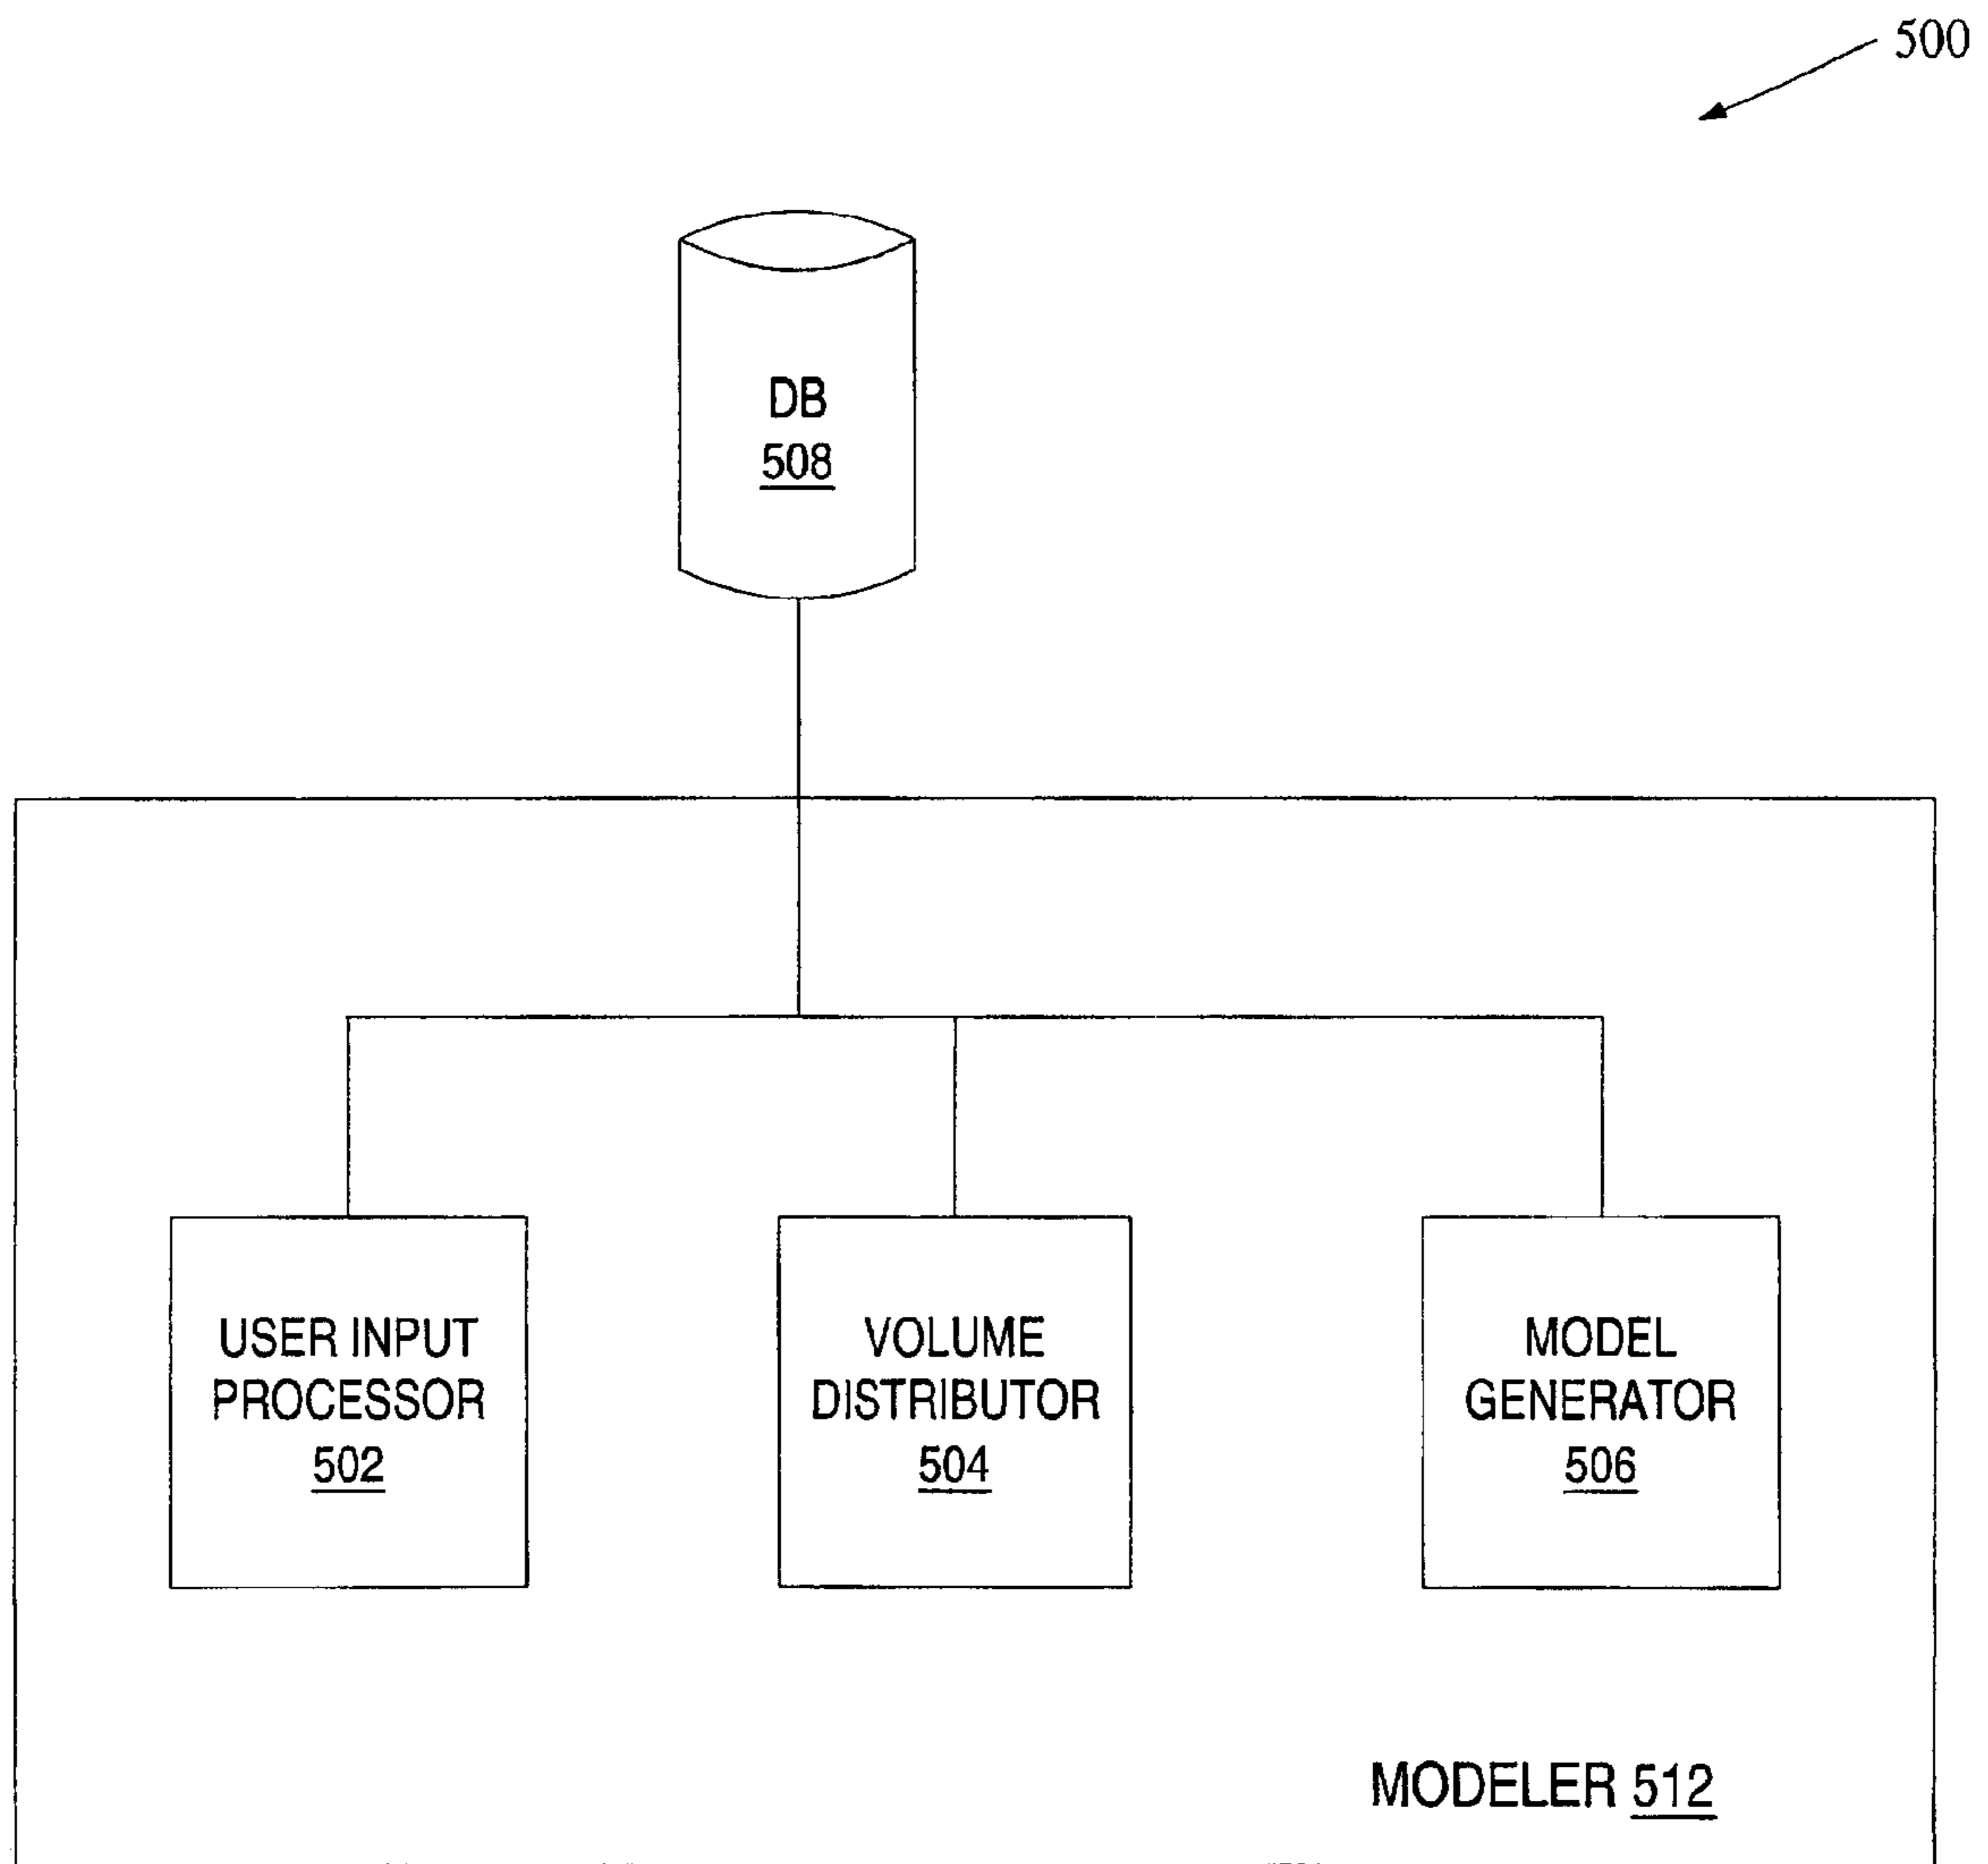 500
DB
508
USER INPUT
PROCESSOR
502
VOLUME
DISTRIBUTOR
504
MODEL
GENERATOR
506
MODELER 512